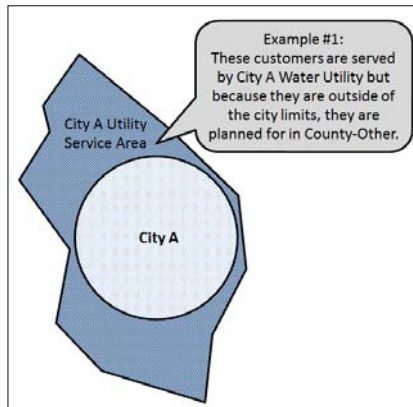 Example #1:
These customers are served
by City A Water Utility but
because they are outside of
the city limits, they are
planned for in County-Other.
City A Utility
Service Area
City A